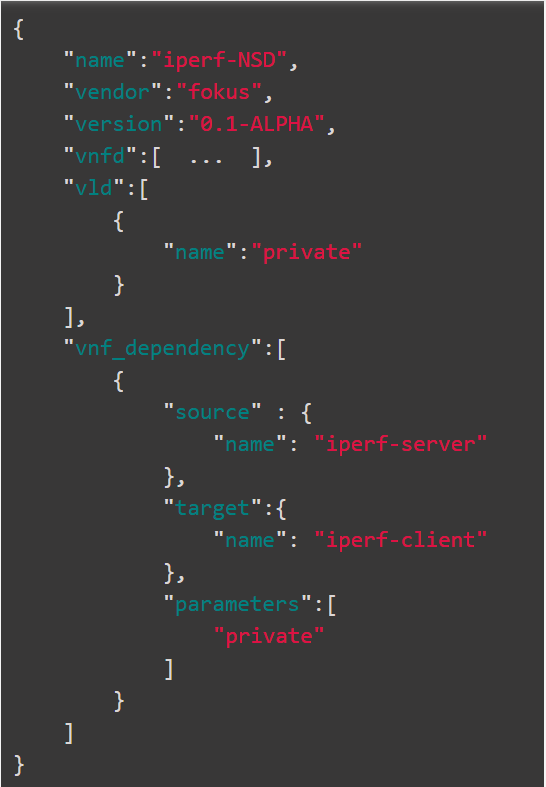 {
    "name":"iperf-NSD",
    "vendor":"fokus",
    "version":"0.1-ALPHA",
    "vnfd":[  ...  ],
    "vld":[
        {
            "name":"private"
        }
    ],
    "vnf_dependency":[
        {
            "source" : {
                "name": "iperf-server"
            },
            "target":{
                "name": "iperf-client"
            },
            "parameters":[
                "private"
            ]
        }
    ]
}